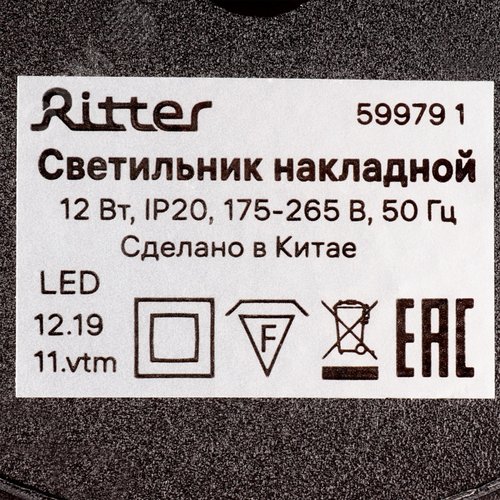 Ritter 59979 1
Светильник накладной
12 Вт, IP20, 175-265 В, 50 Гц
Сделано в Китае
LED
12.19
11.vtm
F
EAC